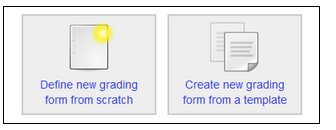 Define new grading
form from scratch
Create new grading
form from a template